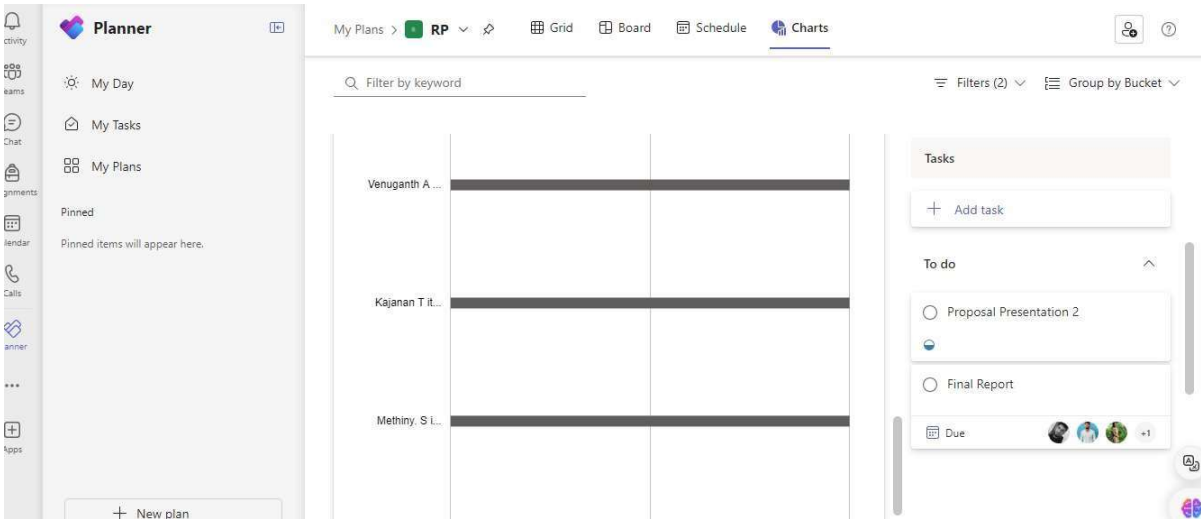 ctivity
eams
Chat
gnments
lendar
Calls
anner
Apps
Planner
My Day
My Tasks
My Plans
Pinned
Pinned items will appear here.
+ New plan
My Plans > RP
Grid
Board
Schedule
Charts
Filter by keyword
Filters (2)
Group by Bucket
Venuganth A ...
Kajanan T it...
Methiny. S i...
Tasks
+ Add task
To do
Proposal Presentation 2
Final Report
Due
+1